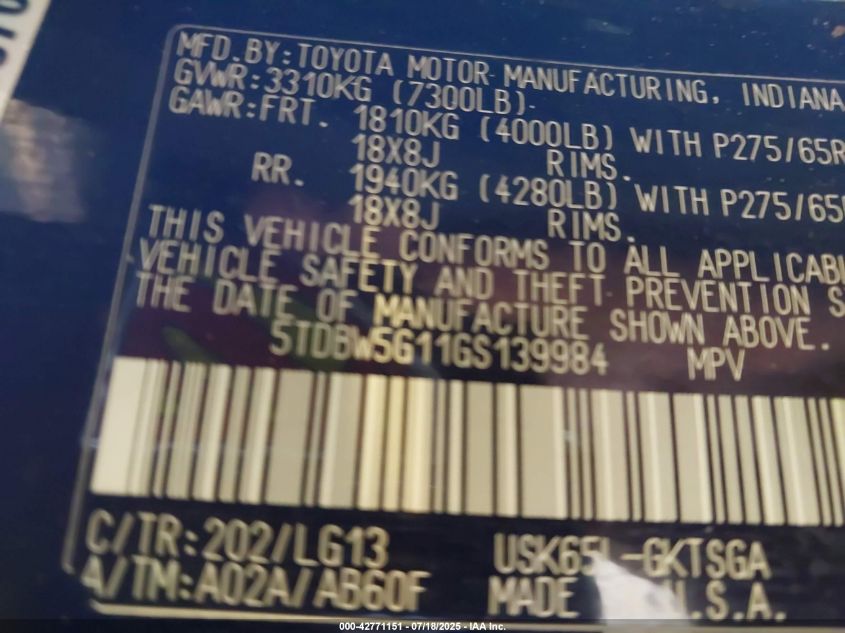 MFD.BY:TOYOTA MOTOR MANUFACTURING, INDIANA
GVWR:3310KG (7300LB)
GAWR:FRT. 1810KG (4000LB) WITH P275/65R
18X8J RIMS.
RR. 1940KG (4280LB) WITH P275/65
18X8J RIMS.
THIS VEHICLE CONFORMS TO ALL APPLICABL
VEHICLE SAFETY AND THEFT PREVENTION S
THE DATE OF MANUFACTURE SHOWN ABOVE.
5TDBW5G11GS139984 MPV
C/TR:202/LG13 USK65L-GKTSGA
A/TM:A02A/AB60F MADE U.S.A.
000-42771151 - 07/18/2025 - IAA Inc.